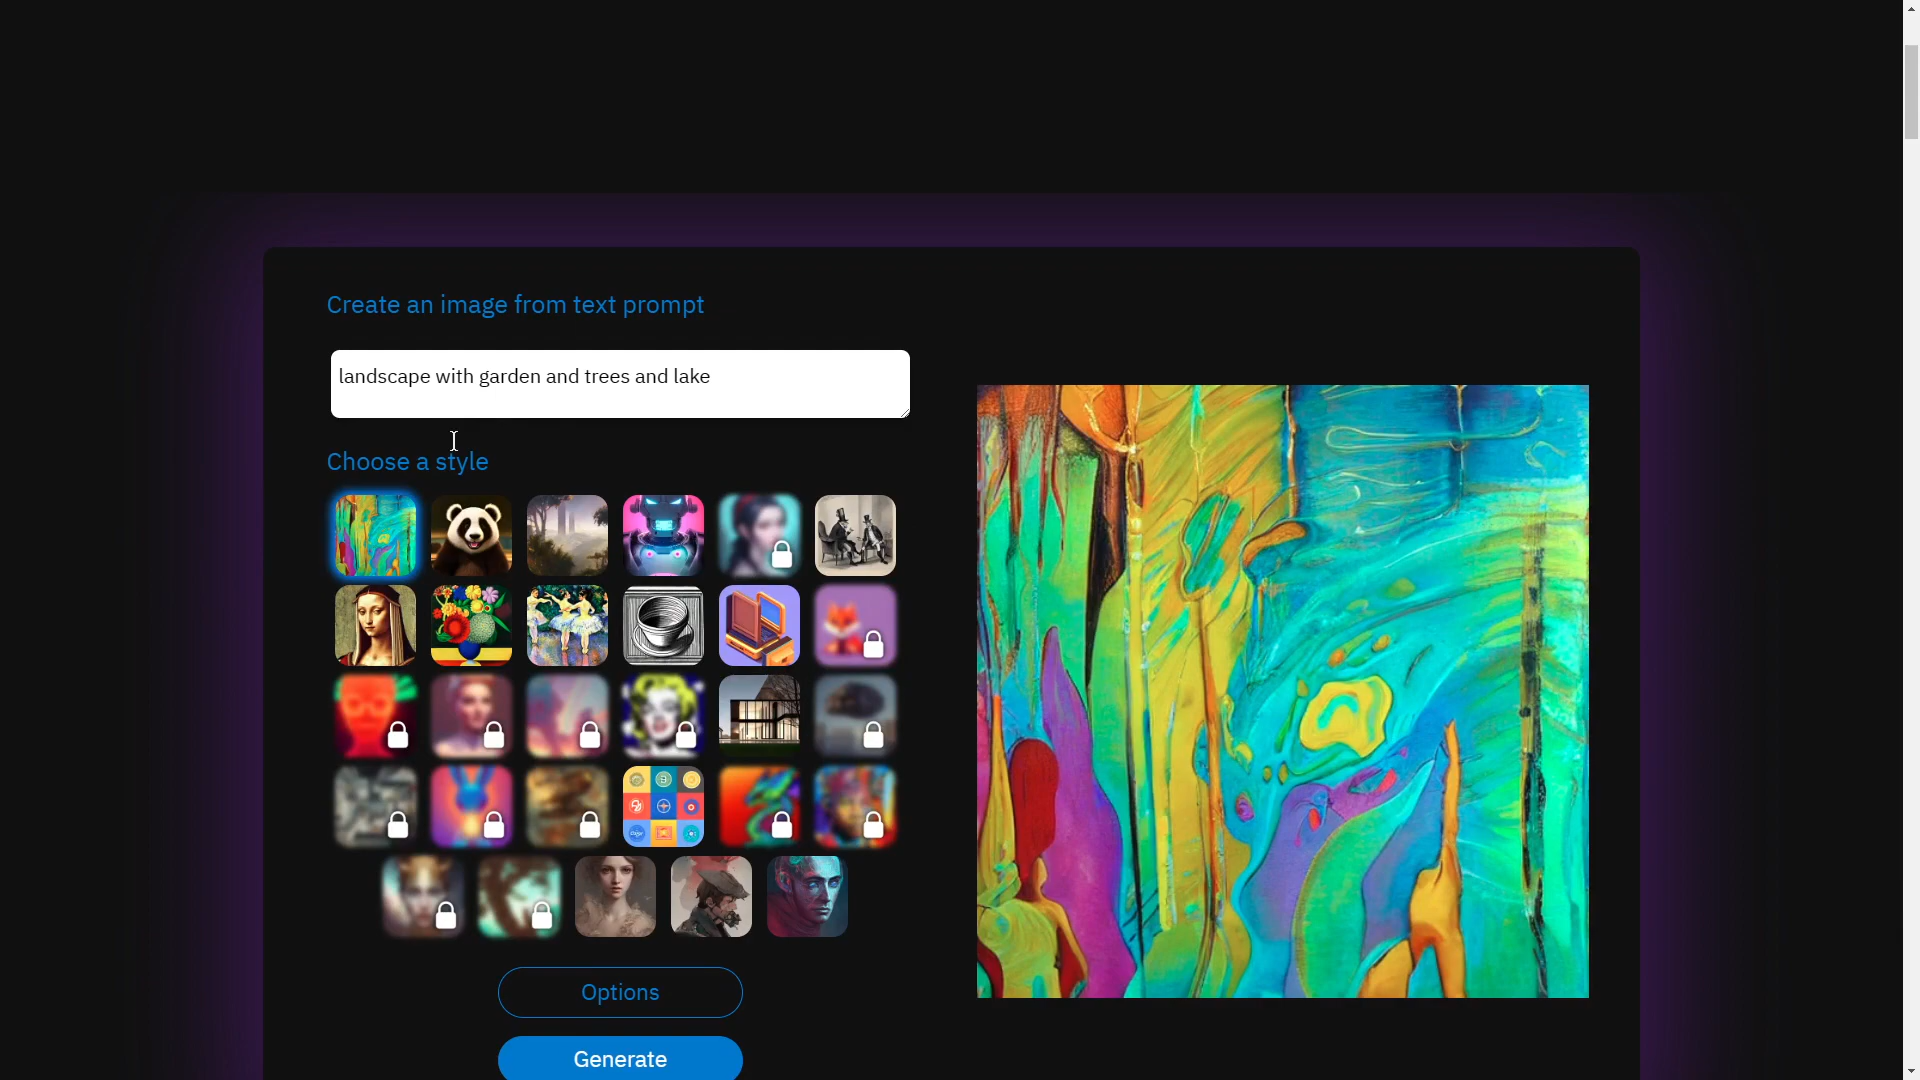 Create an image from text prompt
landscape with garden and trees and lake
Choose a style
Options
Generate